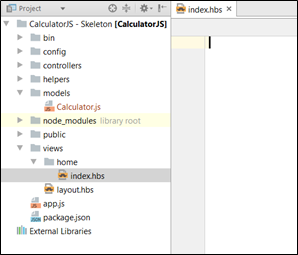 Project
index.hbs
CalculatorJS - Skeleton [CalculatorJS]
bin
config
controllers
helpers
models
Calculator.js
node_modules library root
public
views
home
index.hbs
layout.hbs
app.js
package.json
External Libraries